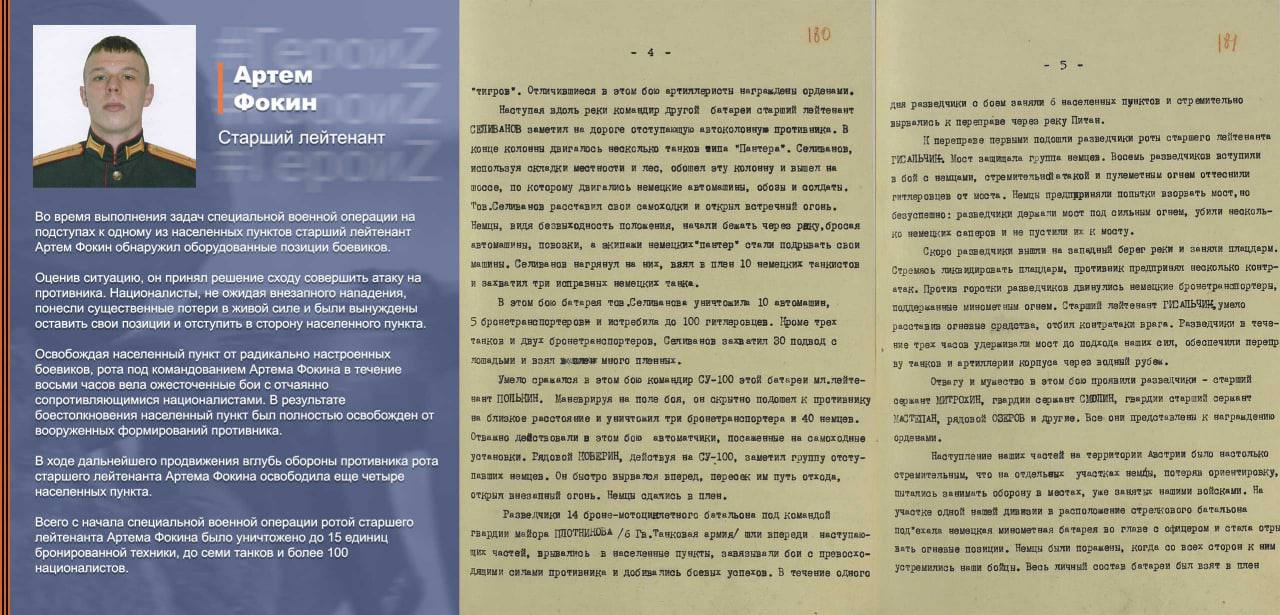 #ГероиZ
#ГероиZ
#ГероиZ
Артем
Фокин
Старший лейтенант
Во время выполнения задач специальной военной операции на
подступах к одному из населенных пунктов старший лейтенант
Артем Фокин обнаружил оборудованные позиции боевиков.
Оценив ситуацию, он принял решение сходу совершить атаку на
противника. Националисты, не ожидая внезапного нападения,
понесли существенные потери в живой силе и были вынуждены
оставить свои позиции и отступить в сторону населенного пункта.
Освобождая населенный пункт от радикально настроенных
боевиков, рота под командованием Артема Фокина в течение
восьми часов вела ожесточенные бои с отчаянно
сопротивляющимися националистами. В результате
боестолкновения населенный пункт был полностью освобожден от
вооруженных формирований противника.
В ходе дальнейшего продвижения вглубь обороны противника рота
старшего лейтенанта Артема Фокина освободила еще четыре
населенных пункта.
Всего с начала специальной военной операции ротой старшего
лейтенанта Артема Фокина было уничтожено до 15 единиц
бронированной техники, до семи танков и более 100
националистов.
180
- 4 -
"тигров". Отличившиеся в этом бою артиллеристы награждены орденами.
Наступая вдоль реки командир другой батареи старший лейтенант
СЕЛИВАНОВ заметил на дороге отступающую автоколонну противника. В
конце колонны двигалось несколько танков типа "Пантера". Селиванов,
используя складки местности и лес, обошел эту колонну и вышел на
шоссе, по которому двигались немецкие автомашины, обозы и солдаты.
Тов.Селиванов расставил свои самоходки и открыл встречный огонь.
Немцы, видя безвыходность положения, начали бежать через реку, бросая
автомашины, повозки, а экипажи немецких "пантер" стали подрывать свои
машины. Селиванов нагрянул на них, взял в плен 10 немецких танкистов
и захватил три исправных немецких танка.
В этом бою батарея тов.Селиванова уничтожила 10 автомашин,
5 бронетранспортеров и истребила до 100 гитлеровцев. Кроме трех
танков и двух бронетранспортеров, Селиванов захватил 30 подвод с
лошадьми и взял много пленных.
Умело сражался в этом бою командир СУ-100 этой батареи мл.лейте-
нант ПОЛЬНИН. Маневрируя на поле боя, он скрытно подошел к противнику
на близкое расстояние и уничтожил три бронетранспортера и 40 немцев.
Отважно действовали в этом бою автоматчики, посаженные на самоходные
установки. Рядовой НОБЕРИН, действуя на СУ-100, заметил группу отсту-
павших немцев. Он быстро вырвался вперед, пересек им путь отхода,
открыл внезапный огонь. Немцы сдались в плен.
Разведчики 14 броне-мотоциклетного батальона под командой
гвардии майора ПЛОТНИКОВА /6 Гв.Танковая армия/ шли впереди наступаю-
щих частей, врывались в населенные пункты, завязывали бои с превосхо-
дящими силами противника и добивались боевых успехов. В течение одного
181
- 5 -
дня разведчики с боем заняли 6 населенных пунктов и стремительно
вырвались к переправе через реку Питан.
К переправе первыми подошли разведчики роты старшего лейтенанта
ГИСАЛЬЧИН. Мост защищала группа немцев. Восемь разведчиков вступили
в бой с немцами, стремительной атакой и пулеметным огнем оттеснили
гитлеровцев от моста. Немцы предприняли попытки взорвать мост, но
безуспешно: разведчики держали мост под сильным огнем, убили несколь-
ко немецких саперов и не пустили их к мосту.
Скоро разведчики вышли на западный берег реки и заняли плацдарм.
Стремясь ликвидировать плацдарм, противник предпринял несколько контр-
атак. Против горстки разведчиков двинулись немецкие бронетранспортеры,
поддержанные минометным огнем. Старший лейтенант ГИСАЛЬЧИН, умело
расставив огневые средства, отбил контратаки врага. Разведчики в тече-
ние трех часов удерживали мост до подхода наших сил, обеспечили перепр
ву танков и артиллерии корпуса через водный рубеж.
Отвагу и мужество в этом бою проявили разведчики - старший
сержант МИТРОХИН, гвардии сержант СМОЛИН, гвардии старший сержант
МАСТЕПАН, рядовой ОЗЕРОВ и другие. Все они представлены к награждению
орденами.
Наступление наших частей на территории Австрии было настолько
стремительным, что на отдельных участках немцы, потеряв ориентировку,
пытались занимать оборону в местах, уже занятых нашими войсками. На
участке одной нашей дивизии в расположение стрелкового батальона
под"ехала немецкая минометная батарея во главе с офицером и стала отры
вать огневые позиции. Немцы были поражены, когда со всех сторон к ним
устремились наши бойцы. Весь личный состав батареи был взят в плен